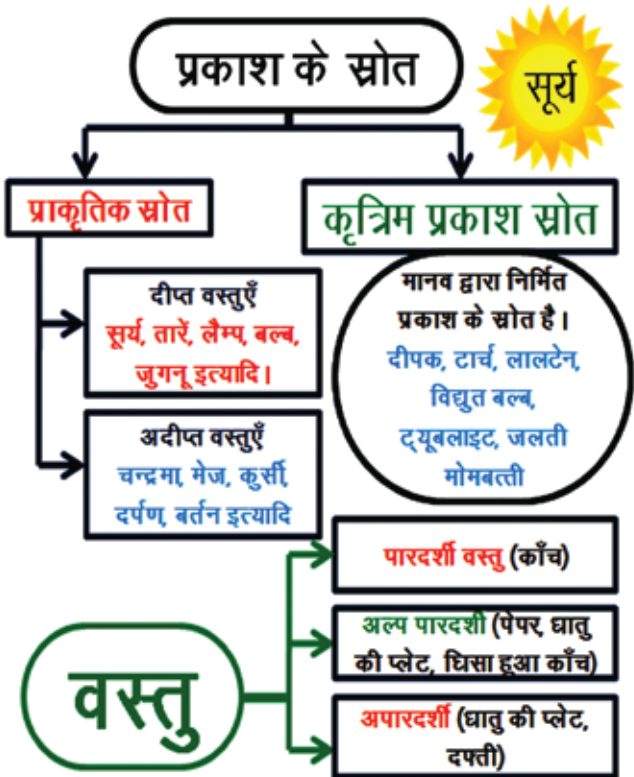 प्रकाश के स्रोत
सूर्य
प्राकृतिक स्रोत
कृत्रिम प्रकाश स्रोत
दीप्त वस्तुएँ
सूर्य, तारें, लैम्प, बल्ब,
जुगनू इत्यादि।
मानव द्वारा निर्मित
प्रकाश के स्रोत है।
दीपक, टार्च, लालटेन,
विद्युत बल्ब,
ट्यूबलाइट, जलती
मोमबत्ती
अदीप्त वस्तुएँ
चन्द्रमा, मेज, कुर्सी,
दर्पण, बर्तन इत्यादि
वस्तु
पारदर्शी वस्तु (काँच)
अल्प पारदर्शी (पेपर, धातु
की प्लेट, घिसा हूआ काँच)
अपारदर्शी (धातु की प्लेट,
दफ्ती)